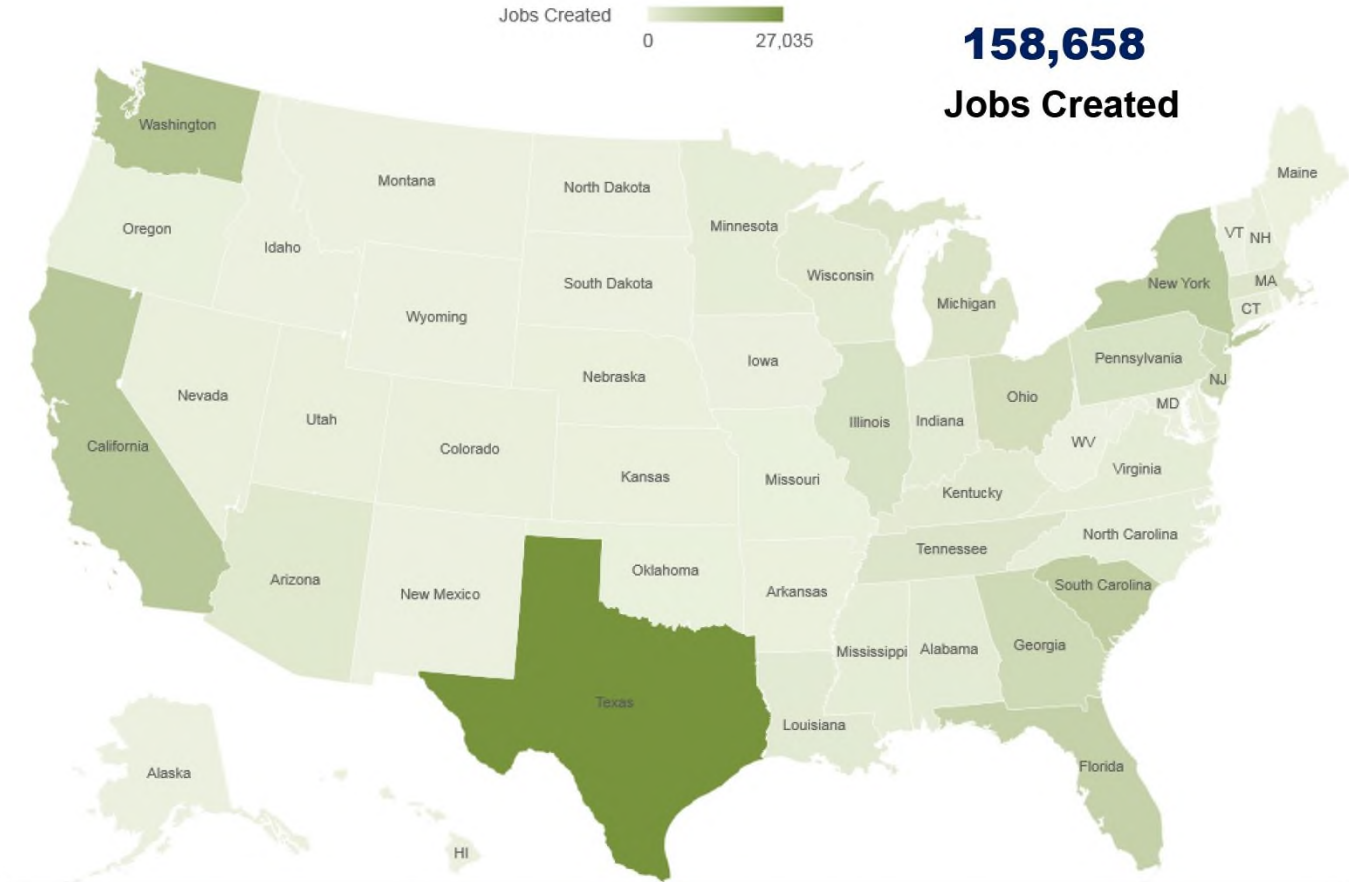 Jobs Created
0 27,035
158,658
Jobs Created
Washington
Montana
North Dakota
Minnesota
Maine
Oregon
Idaho
VT
NH
South Dakota
Wisconsin
Michigan
New York
MA
CT
Wyoming
Iowa
Pennsylvania
Nebraska
NJ
Nevada
Ohio
MD
Utah
Illinois
Indiana
California
Colorado
WV
Kansas
Missouri
Virginia
Kentucky
North Carolina
Tennessee
Oklahoma
Arizona
New Mexico
Arkansas
South Carolina
Mississippi
Alabama
Georgia
Texas
Louisiana
Florida
Alaska
HI